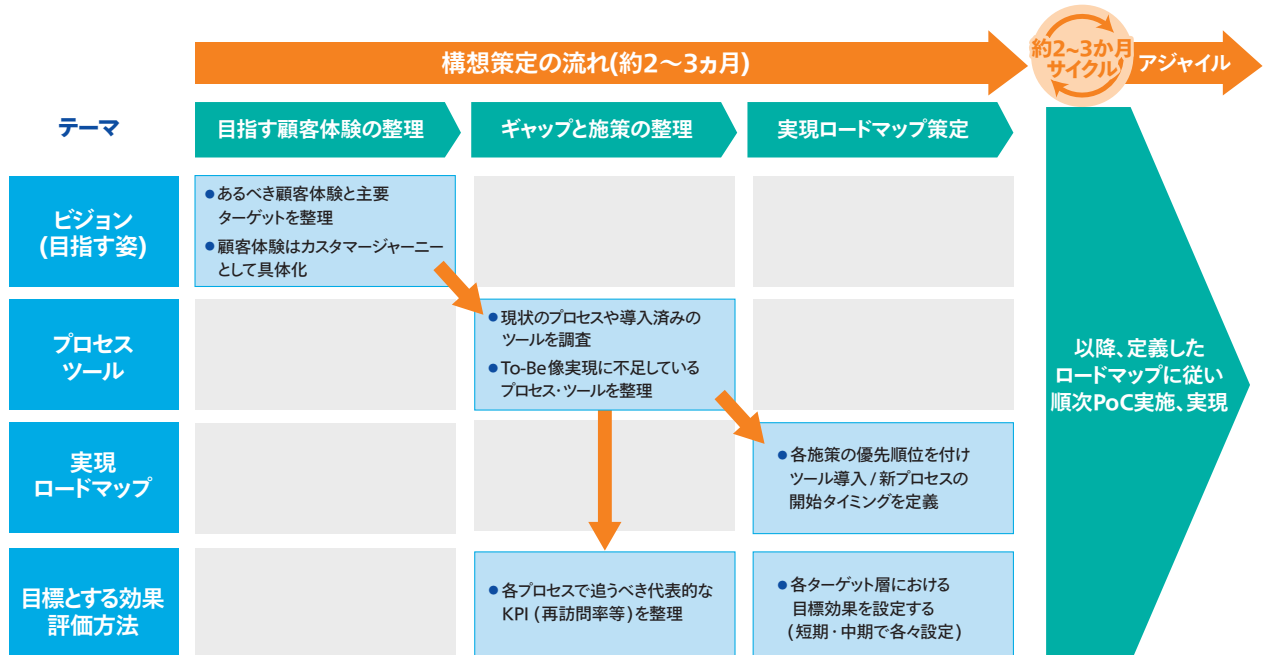 構想策定の流れ(約2～3ヵ月)
約2~3か月
サイクル
アジャイル
テーマ
目指す顧客体験の整理
ギャップと施策の整理
実現ロードマップ策定
ビジョン
(目指す姿)
●あるべき顧客体験と主要
ターゲットを整理
●顧客体験はカスタマージャーニー
として具体化
プロセス
ツール
●現状のプロセスや導入済みの
ツールを調査
●To-Be像実現に不足している
プロセス・ツールを整理
以降、定義した
ロードマップに従い
順次PoC実施、実現
実現
ロードマップ
●各施策の優先順位を付け
ツール導入/新プロセスの
開始タイミングを定義
目標とする効果
評価方法
●各プロセスで追うべき代表的な
KPI (再訪問率等)を整理
●各ターゲット層における
目標効果を設定する
(短期・中期で各々設定)